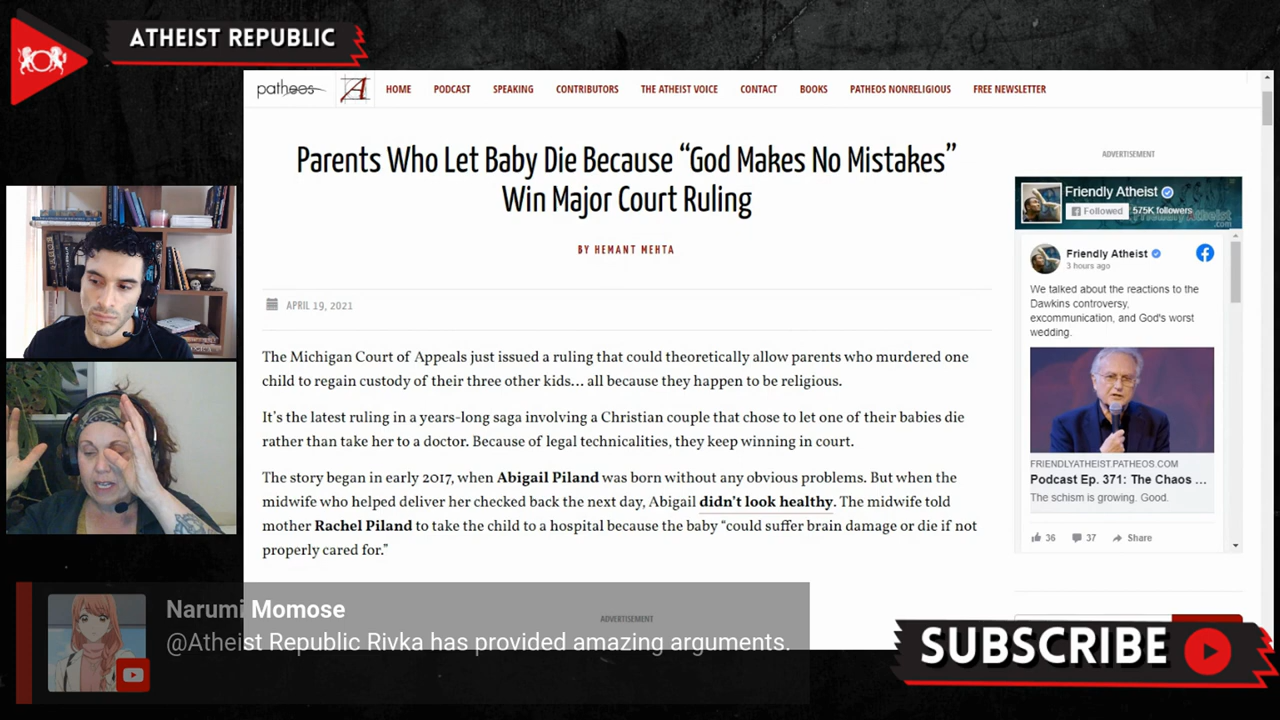 ATHEIST REPUBLIC
patheos
A
HOME PODCAST SPEAKING CONTRIBUTORS THE ATHEIST VOICE CONTACT BOOKS PATHEOS NONRELIGIOUS FREE NEWSLETTER
Parents Who Let Baby Die Because “God Makes No Mistakes”
Win Major Court Ruling
BY HEMANT MEHTA
APRIL 19, 2021
The Michigan Court of Appeals just issued a ruling that could theoretically allow parents who murdered one
child to regain custody of their three other kids… all because they happen to be religious.
It’s the latest ruling in a years-long saga involving a Christian couple that chose to let one of their babies die
rather than take her to a doctor. Because of legal technicalities, they keep winning in court.
The story began in early 2017, when Abigail Piland was born without any obvious problems. But when the
midwife who helped deliver her checked back the next day, Abigail didn’t look healthy. The midwife told
mother Rachel Piland to take the child to a hospital because the baby “could suffer brain damage or die if not
properly cared for.”
ADVERTISEMENT
ADVERTISEMENT
Friendly Atheist
Followed 575K followers
Friendly Atheist
3 hours ago
We talked about the reactions to the
Dawkins controversy,
excommunication, and God's worst
wedding.
FRIENDLYATHEIST.PATHEOS.COM
Podcast Ep. 371: The Chaos ...
The schism is growing. Good.
36 37 Share
Narumi Momose
@Atheist Republic Rivka has provided amazing arguments.
SUBSCRIBE